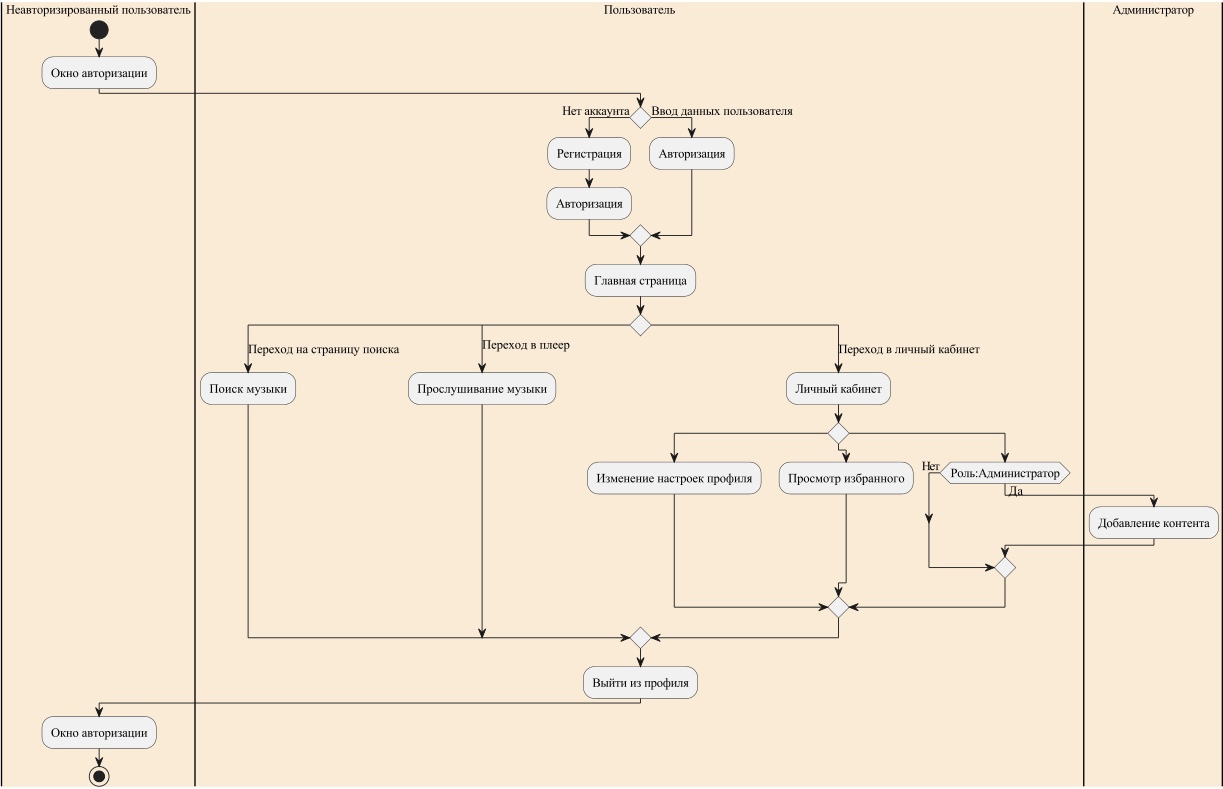 Неавторизированный пользователь
Пользователь
Администратор
Окно авторизации
Нет аккаунта
Ввод данных пользователя
Регистрация
Авторизация
Авторизация
Главная страница
Переход на страницу поиска
Переход в плеер
Переход в личный кабинет
Поиск музыки
Прослушивание музыки
Личный кабинет
Изменение настроек профиля
Просмотр избранного
Нет
Роль:Администратор
Да
Добавление контента
Выйти из профиля
Окно авторизации